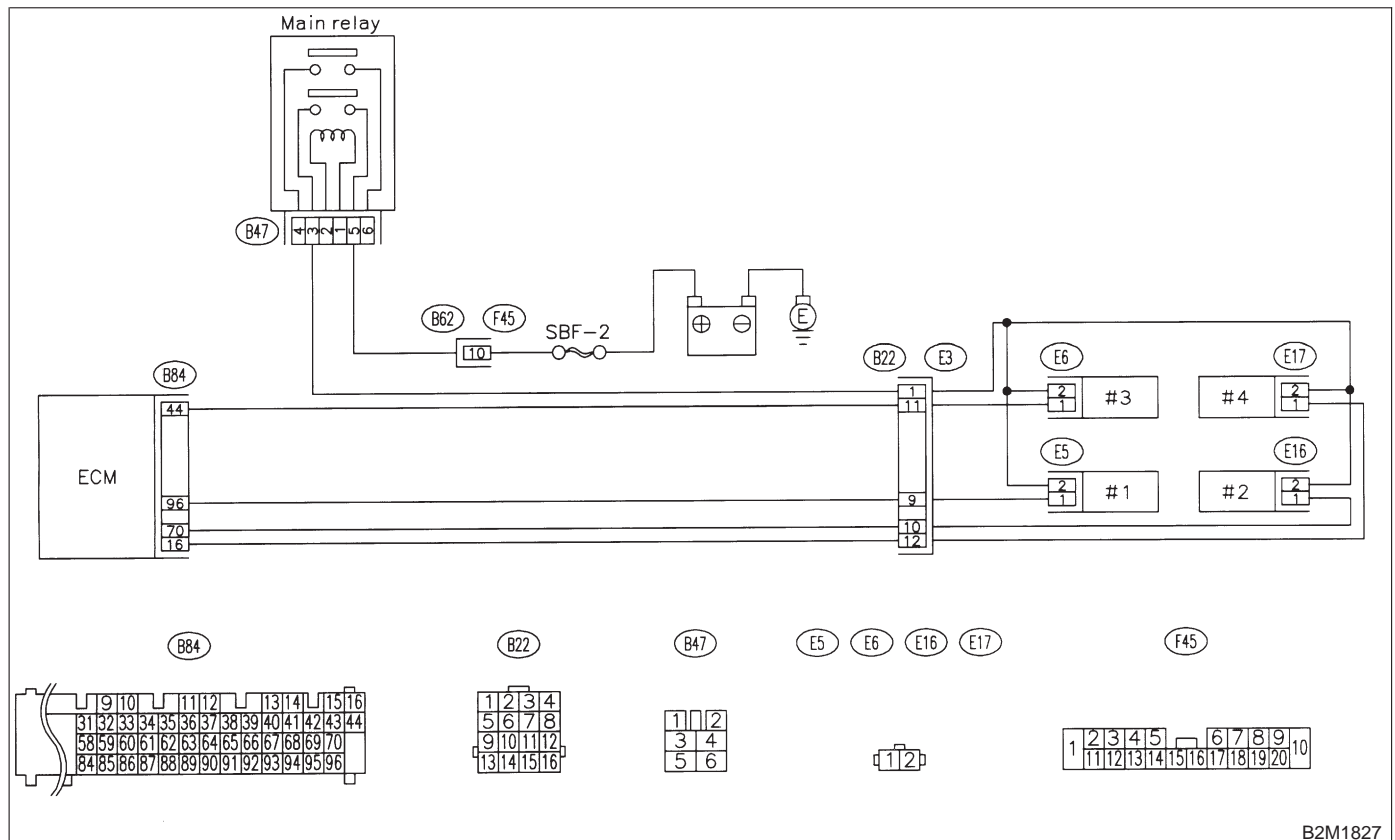 Main relay
B47
4 3 2 1 5 6
B62 F45 SBF-2
10
E
B84
B22 E3
E6 E17
44
1
11
2
1
#3
#4
2
1
ECM
E5 E16
96
9
2
1
#1
#2
2
1
70
16
10
12
B84 B22 B47 E5 E6 E16 E17 F45
9 10 11 12 13 14 15 16
31 32 33 34 35 36 37 38 39 40 41 42 43 44
58 59 60 61 62 63 64 65 66 67 68 69 70
84 85 86 87 88 89 90 91 92 93 94 95 96
1 2 3 4
5 6 7 8
9 10 11 12
13 14 15 16
1 2
3 4
5 6
1 2
1 2 3 4 5 6 7 8 9 10
11 12 13 14 15 16 17 18 19 20
B2M1827